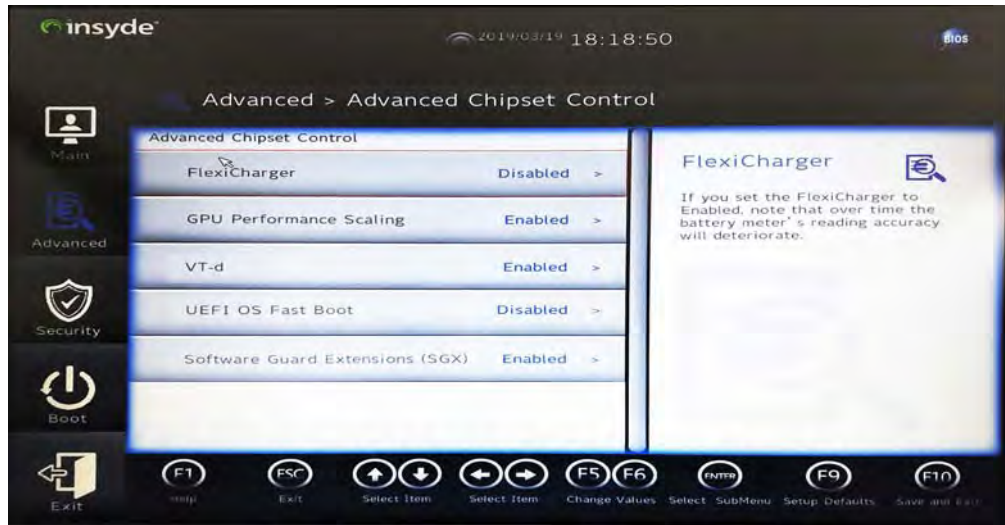 insyde
2019/03/19 18:18:50
BIOS
Advanced > Advanced Chipset Control
Main
Advanced
Security
Boot
Exit
Advanced Chipset Control
FlexiCharger Disabled >
GPU Performance Scaling Enabled >
VT-d Enabled >
UEFI OS Fast Boot Disabled >
Software Guard Extensions (SGX) Enabled >
FlexiCharger
If you set the FlexiCharger to
Enabled, note that over time the
battery meter's reading accuracy
will deteriorate.
F1 ESC F5 F6 ENTER F9 F10
Help Exit Select Item Select Item Change Values Select SubMenu Setup Defaults Save and Exit